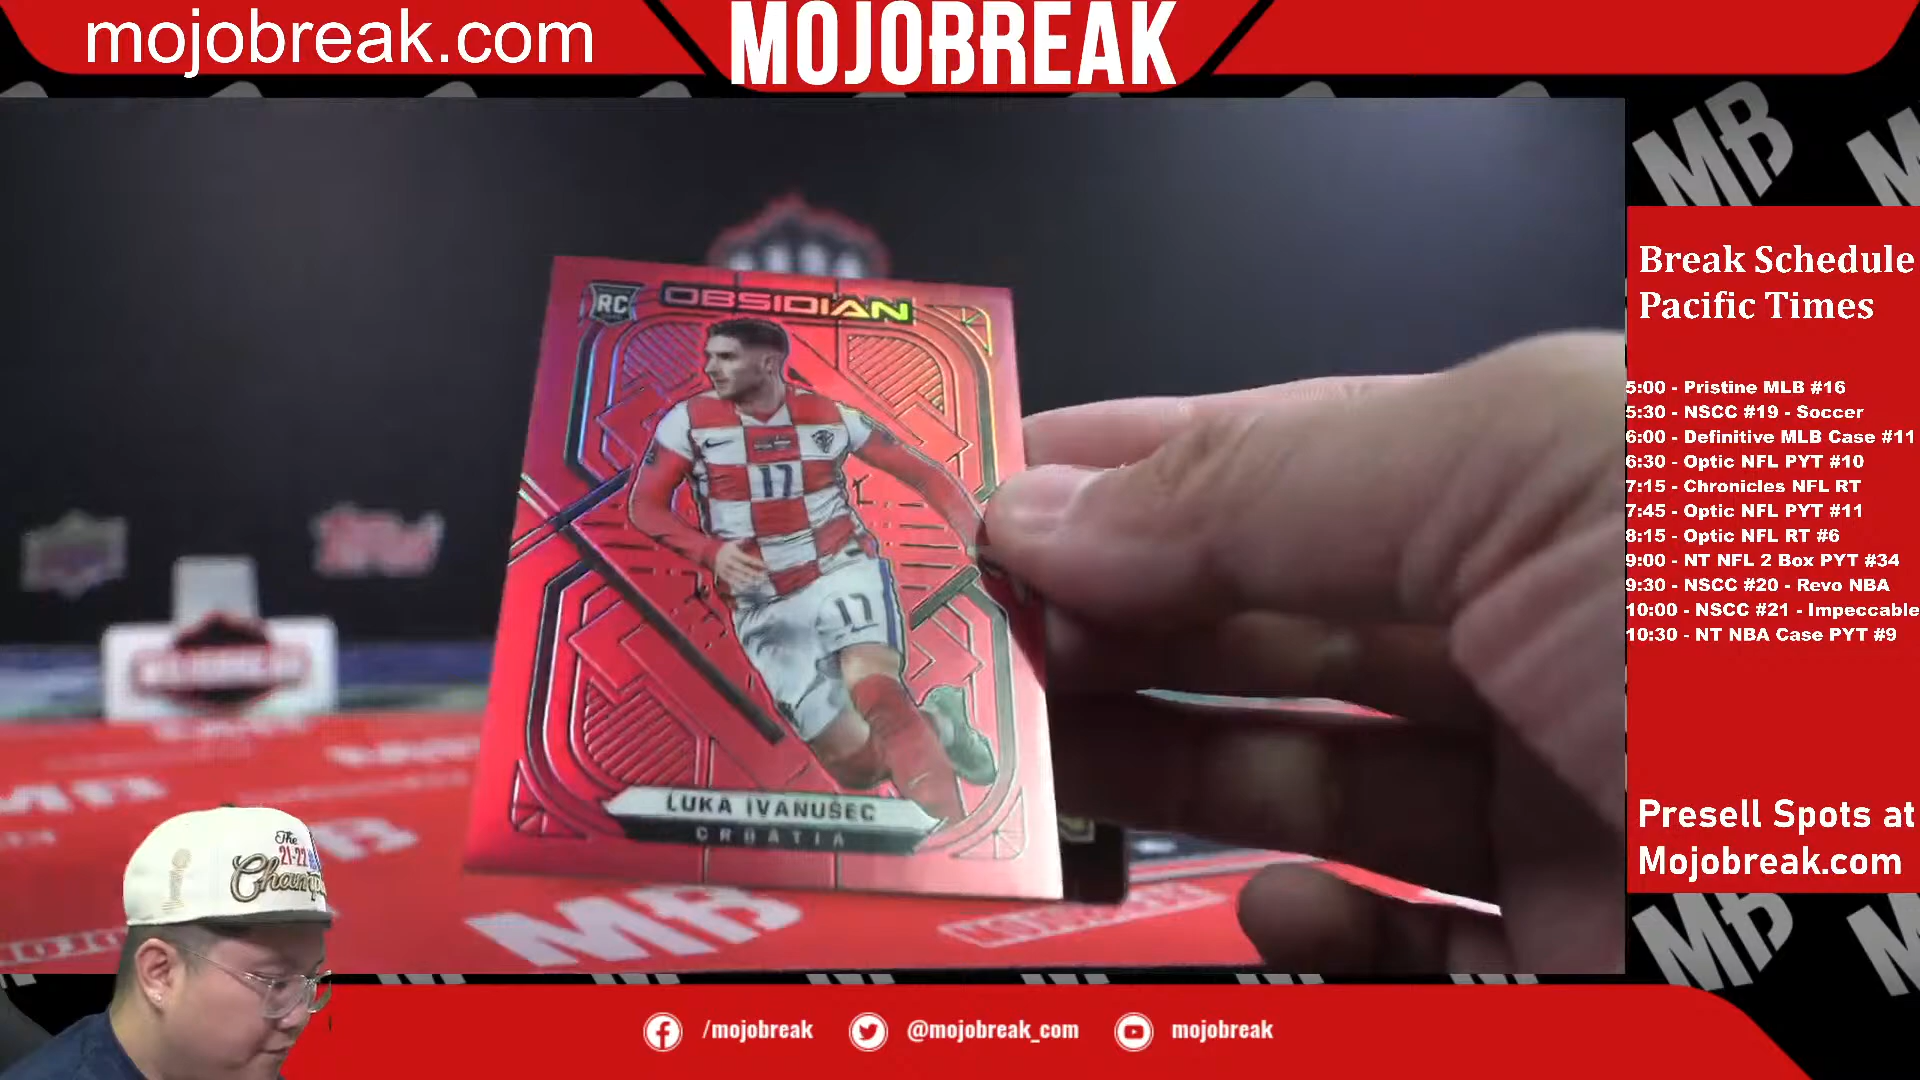 mojobreak.com
MOJOBREAK
MB
Break Schedule
Pacific Times
5:00 - Pristine MLB #16
5:30 - NSCC #19 - Soccer
6:00 - Definitive MLB Case #11
6:30 - Optic NFL PYT #10
7:15 - Chronicles NFL RT
7:45 - Optic NFL PYT #11
8:15 - Optic NFL RT #6
9:00 - NT NFL 2 Box PYT #34
9:30 - NSCC #20 - Revo NBA
10:00 - NSCC #21 - Impeccable
10:30 - NT NBA Case PYT #9
Presell Spots at
Mojobreak.com
MB
RC
OBSIDIAN
17
17
LUKA IVANUŠEC
CROATIA
MB
The
21-22
/mojobreak
@mojobreak_com
mojobreak